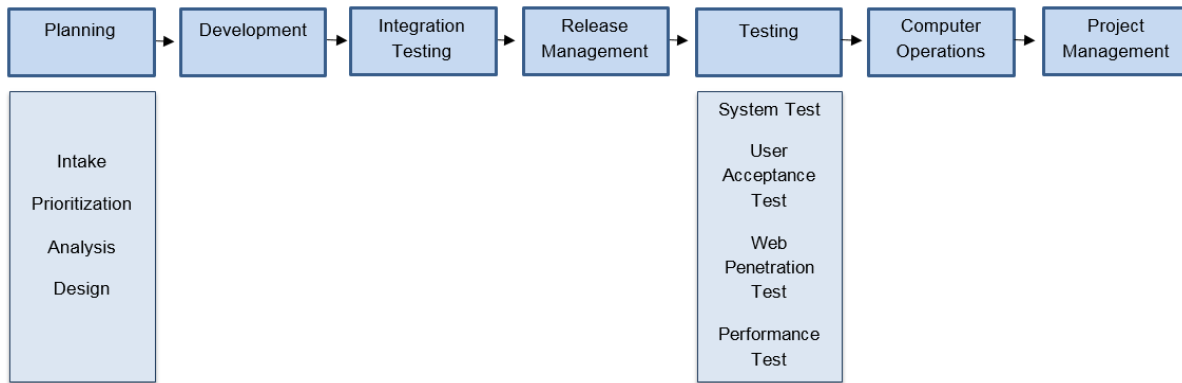 Planning
Development
Integration
Testing
Release
Management
Testing
Computer
Operations
Project
Management
Intake
Prioritization
Analysis
Design
System Test
User
Acceptance
Test
Web
Penetration
Test
Performance
Test